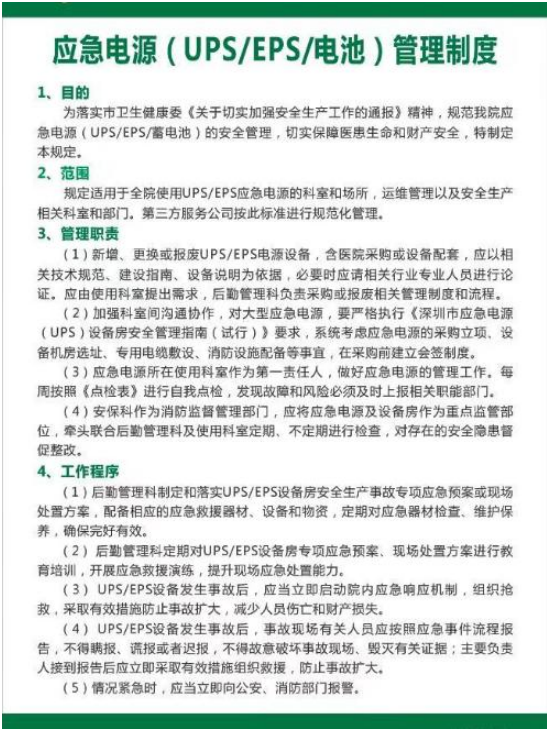 应急电源（UPS/EPS/电池）管理制度
1、目的
为落实市卫生健康委《关于切实加强安全生产工作的通报》精神，规范我院应
急电源（UPS/EPS/蓄电池）的安全管理，切实保障医患生命和财产安全，特制定
本规定。
2、范围
规定适用于全院使用UPS/EPS应急电源的科室和场所，运维管理以及安全生产
相关科室和部门。第三方服务公司按此标准进行规范化管理。
3、管理职责
（1）新增、更换或报废UPS/EPS电源设备，含医院采购或设备配套，应以相
关技术规范、建设指南、设备说明为依据，必要时应请相关行业专业人员进行论
证。应由使用科室提出需求，后勤管理科负责采购或报废相关管理制度和流程。
（2）加强科室间沟通协作，对大型应急电源，要严格执行《深圳市应急电源
（UPS）设备房安全管理指南（试行）》要求，系统考虑应急电源的采购立项、设
备机房选址、专用电缆敷设、消防设施配备等事宜，在采购前建立会签制度。
（3）应急电源所在使用科室作为第一责任人，做好应急电源的管理工作。每
周按照《点检表》进行自我点检，发现故障和风险必须及时上报相关职能部门。
（4）安保科作为消防监督管理部门，应将应急电源及设备房作为重点监管部
位，牵头联合后勤管理科及使用科室定期、不定期进行检查，对存在的安全隐患督
促整改。
4、工作程序
（1）后勤管理科制定和落实UPS/EPS设备房安全生产事故专项应急预案或现场
处置方案，配备相应的应急救援器材、设备和物资，定期对应急器材检查、维护保
养，确保完好有效。
（2） 后勤管理科定期对UPS/EPS设备房专项应急预案、现场处置方案进行教
育培训，开展应急救援演练，提升现场应急处置能力。
（3） UPS/EPS设备发生事故后，应当立即启动院内应急响应机制，组织抢
救，采取有效措施防止事故扩大，减少人员伤亡和财产损失。
（4） UPS/EPS设备发生事故后，事故现场有关人员应按照应急事件流程报
告，不得瞒报、谎报或者迟报，不得故意破坏事故现场、毁灭有关证据；主要负责
人接到报告后应立即采取有效措施组织救援，防止事故扩大。
（5）情况紧急时，应当立即向公安、消防部门报警。